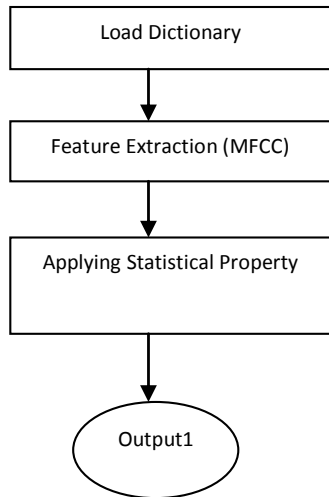 Load Dictionary
Feature Extraction (MFCC)
Applying Statistical Property
Output1